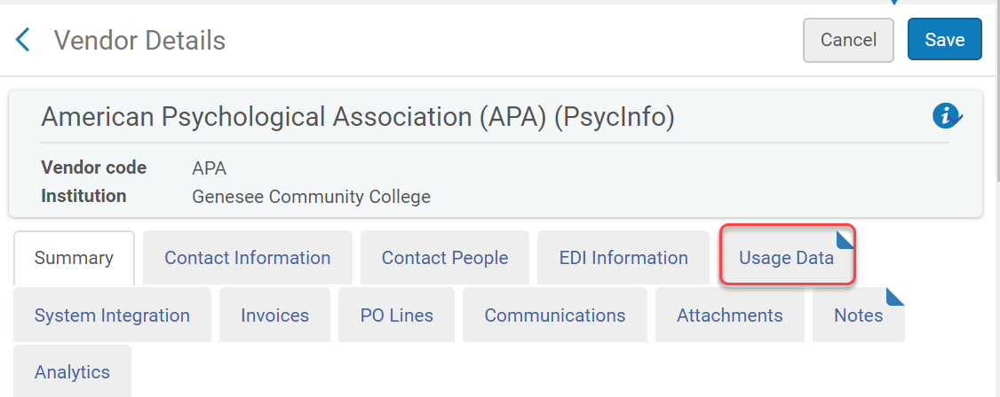 Vendor Details Cancel Save
American Psychological Association (APA) (PsycInfo) i
Vendor code APA
Institution Genesee Community College
Summary Contact Information Contact People EDI Information Usage Data
System Integration Invoices PO Lines Communications Attachments Notes
Analytics